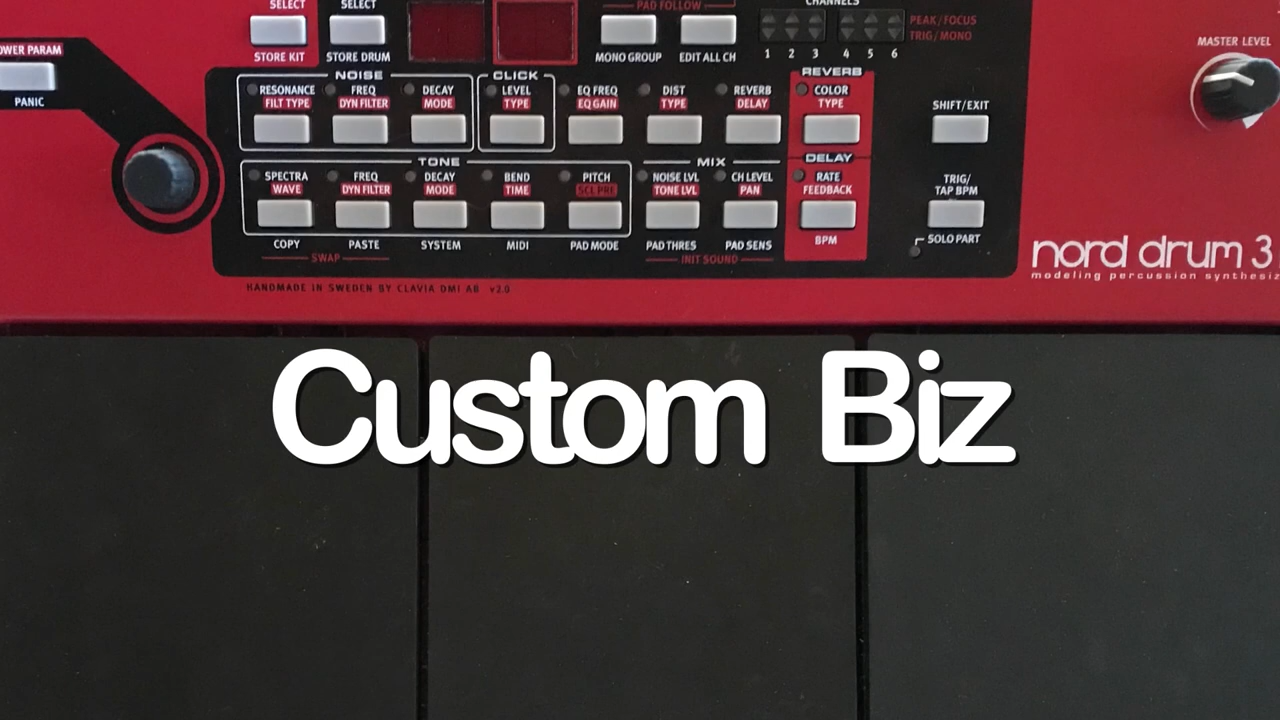 SELECT SELECT PAD FOLLOW CHANNELS
STORE KIT STORE DRUM MONO GROUP EDIT ALL CH 1 2 3 4 5 6 PEAK/FOCUS
TRIG/MONO
MASTER LEVEL
OWER PARAM
PANIC
NOISE CLICK REVERB
RESONANCE FREQ DECAY LEVEL EQ FREQ DIST REVERB COLOR
FILT TYPE DYN FILTER MODE TYPE EQ GAIN TYPE DELAY TYPE
SHIFT/EXIT
TONE MIX DELAY
SPECTRA FREQ DECAY BEND PITCH NOISE LVL CH LEVEL RATE
WAVE DYN FILTER MODE TIME SCL PRE TONE LVL PAN FEEDBACK
TRIG/
TAP BPM
COPY PASTE SYSTEM MIDI PAD MODE PAD THRES PAD SENS BPM
SOLO PART
SWAP INIT SOUND
HANDMADE IN SWEDEN BY CLAVIA DMI AB v2.0
nord drum 3
modeling percussion synthesiz
Custom Biz